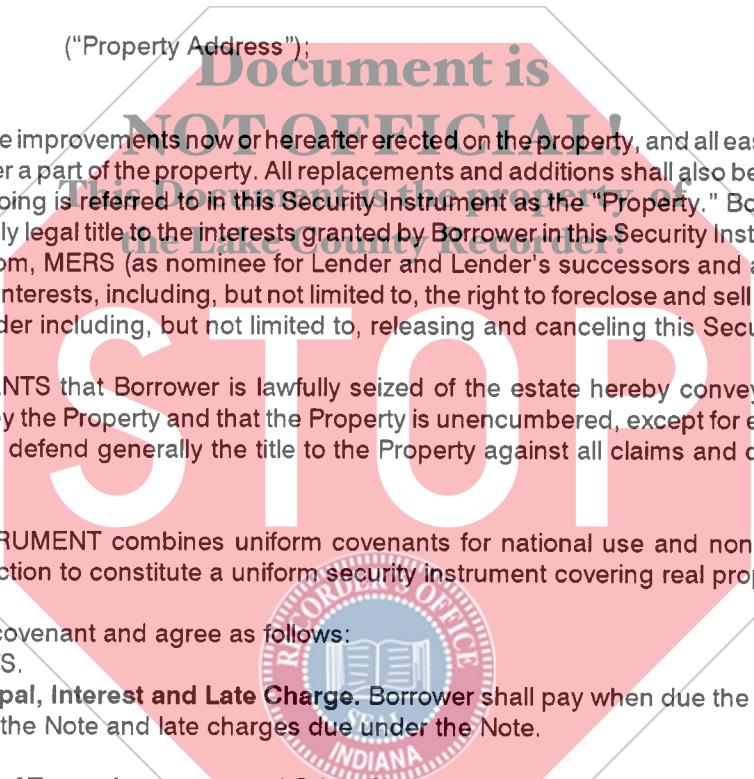 ("Property Address");
Document is
NOT OFFICIAL!
e improvements now or hereafter erected on the property, and all eas
er a part of the property. All replacements and additions shall also be
This Document is the property of
oing is referred to in this Security Instrument as the "Property." Bo
the Lake County Recorder!
ly legal title to the interests granted by Borrower in this Security Inst
om, MERS (as nominee for Lender and Lender's successors and a
nterests, including, but not limited to, the right to foreclose and sell
der including, but not limited to, releasing and canceling this Secu
STOP
ANTS that Borrower is lawfully seized of the estate hereby convey
y the Property and that the Property is unencumbered, except for e
defend generally the title to the Property against all claims and d
RUMENT combines uniform covenants for national use and non
ction to constitute a uniform security instrument covering real prop
covenant and agree as follows:
S.
pal, Interest and Late Charge. Borrower shall pay when due the
the Note and late charges due under the Note.
RECORDER'S OFFICE
SEAL
INDIANA